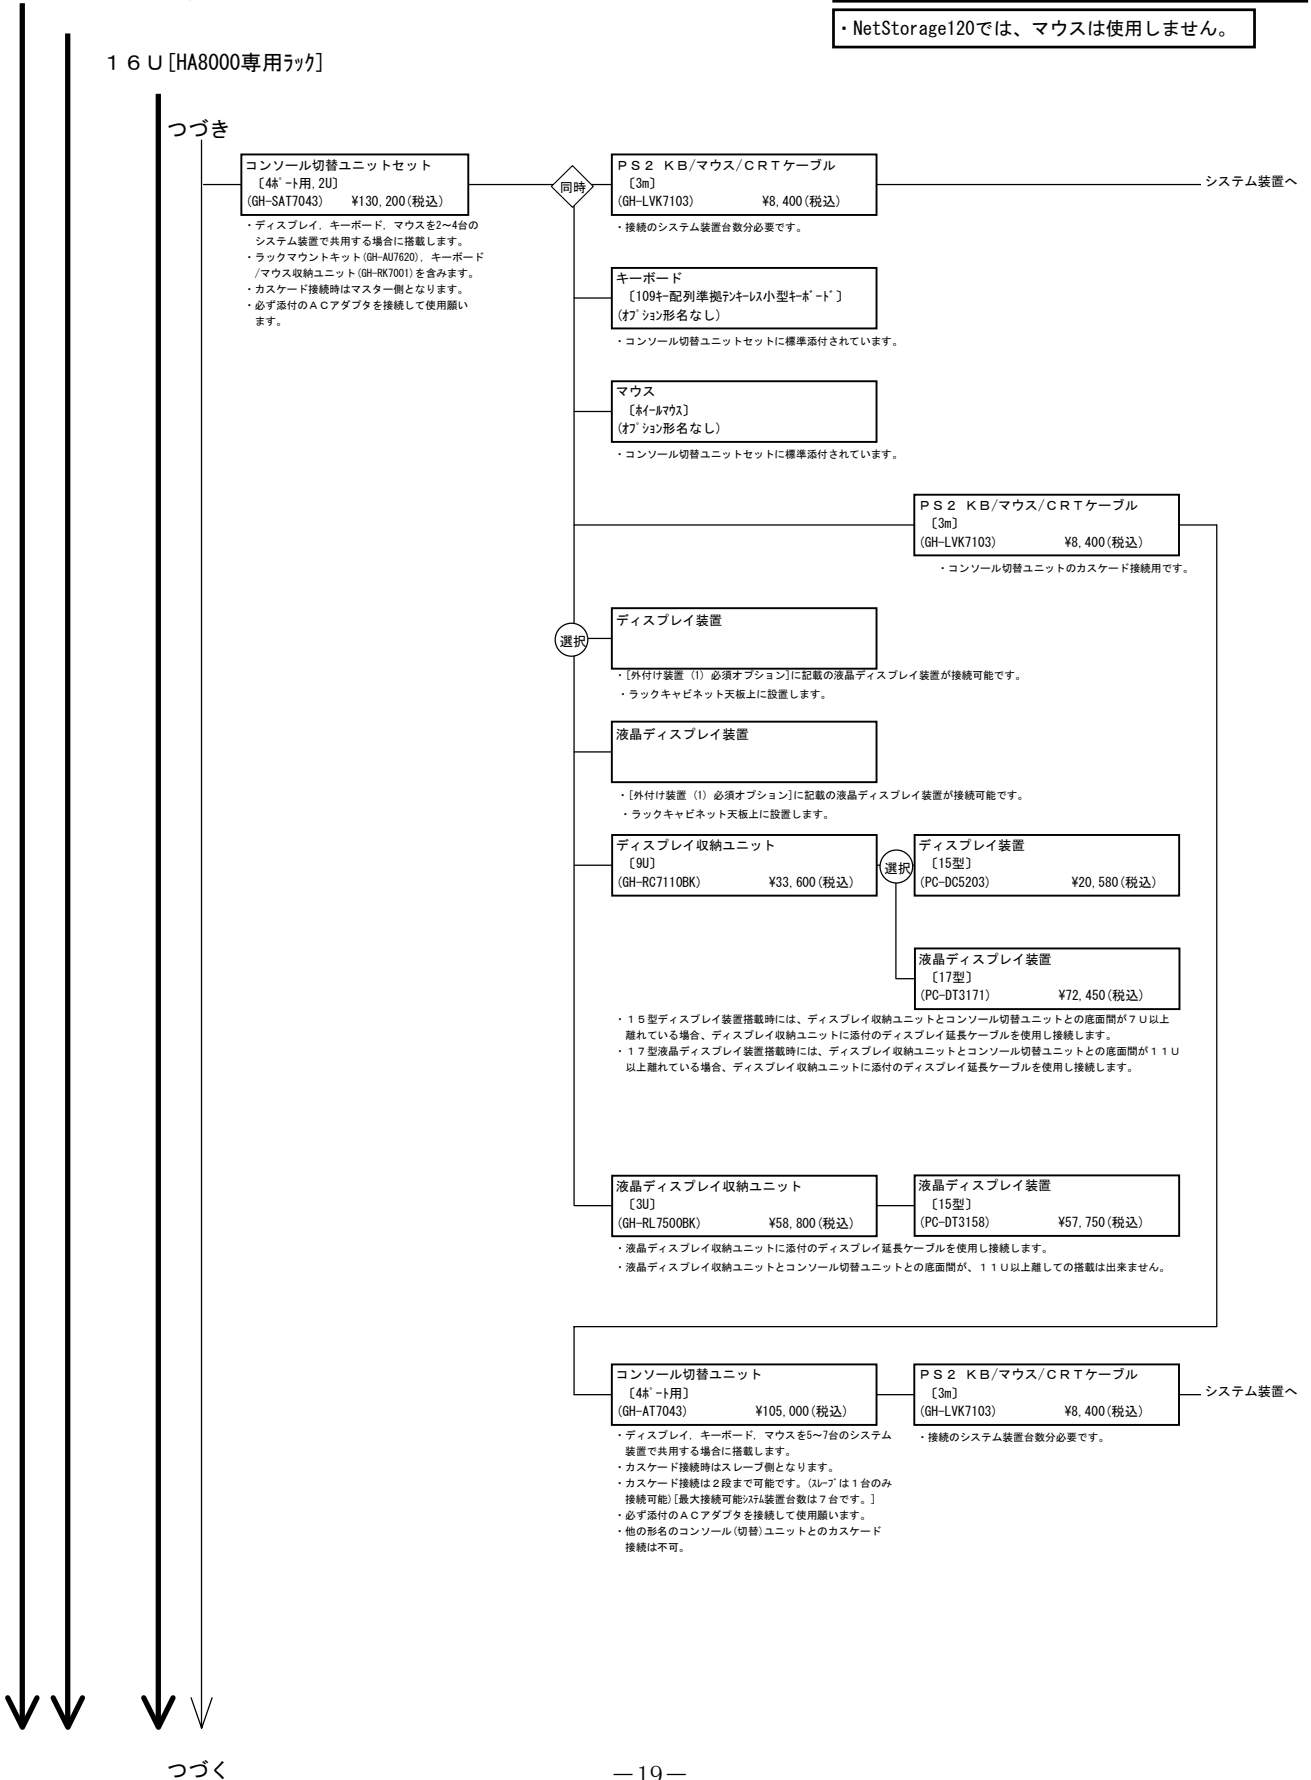 ・NetStorage120では、マウスは使用しません。
１６Ｕ[HA8000専用ﾗｯｸ]
つづき
コンソール切替ユニットセット
〔4ﾎﾟｰﾄ用,2U〕
(GH-SAT7043) ¥130,200(税込)
・ディスプレイ, キーボード, マウスを2～4台の
システム装置で共用する場合に搭載します。
・ラックマウントキット(GH-AU7620), キーボード
/マウス収納ユニット(GH-RK7001)を含みます。
・カスケード接続時はマスター側となります。
・必ず添付のＡＣアダプタを接続して使用願い
ます。
同時
ＰＳ２ ＫＢ/マウス/ＣＲＴケーブル
〔3m〕
(GH-LVK7103) ¥8,400(税込)
・接続のシステム装置台数分必要です。
システム装置へ
キーボード
〔109ｷｰ配列準拠ﾃﾝｷｰﾚｽ小型ｷｰﾎﾞｰﾄﾞ〕
(ｵﾌﾟｼｮﾝ形名なし)
・コンソール切替ユニットセットに標準添付されています。
マウス
〔ﾎｲｰﾙﾏｳｽ〕
(ｵﾌﾟｼｮﾝ形名なし)
・コンソール切替ユニットセットに標準添付されています。
ＰＳ２ ＫＢ/マウス/ＣＲＴケーブル
〔3m〕
(GH-LVK7103) ¥8,400(税込)
・コンソール切替ユニットのカスケード接続用です。
選択
ディスプレイ装置
・[外付け装置（1）必須オプション]に記載の液晶ディスプレイ装置が接続可能です。
・ラックキャビネット天板上に設置します。
液晶ディスプレイ装置
・[外付け装置（1）必須オプション]に記載の液晶ディスプレイ装置が接続可能です。
・ラックキャビネット天板上に設置します。
ディスプレイ収納ユニット
〔9U〕
(GH-RC7110BK) ¥33,600(税込)
選択
ディスプレイ装置
〔15型〕
(PC-DC5203) ¥20,580(税込)
液晶ディスプレイ装置
〔17型〕
(PC-DT3171) ¥72,450(税込)
・１５型ディスプレイ装置搭載時には、ディスプレイ収納ユニットとコンソール切替ユニットとの底面間が７Ｕ以上
離れている場合、ディスプレイ収納ユニットに添付のディスプレイ延長ケーブルを使用し接続します。
・１７型液晶ディスプレイ装置搭載時には、ディスプレイ収納ユニットとコンソール切替ユニットとの底面間が１１Ｕ
以上離れている場合、ディスプレイ収納ユニットに添付のディスプレイ延長ケーブルを使用し接続します。
液晶ディスプレイ収納ユニット
〔3U〕
(GH-RL7500BK) ¥58,800(税込)
液晶ディスプレイ装置
〔15型〕
(PC-DT3158) ¥57,750(税込)
・液晶ディスプレイ収納ユニットに添付のディスプレイ延長ケーブルを使用し接続します。
・液晶ディスプレイ収納ユニットとコンソール切替ユニットとの底面間が、１１Ｕ以上離しての搭載は出来ません。
コンソール切替ユニット
〔4ﾎﾟｰﾄ用〕
(GH-AT7043) ¥105,000(税込)
ＰＳ２ ＫＢ/マウス/ＣＲＴケーブル
〔3m〕
(GH-LVK7103) ¥8,400(税込)
システム装置へ
・接続のシステム装置台数分必要です。
・ディスプレイ, キーボード, マウスを5～7台のシステム
装置で共用する場合に搭載します。
・カスケード接続時はスレーブ側となります。
・カスケード接続は２段まで可能です。(ｽﾚｰﾌﾞは１台のみ
接続可能)[最大接続可能ｼｽﾃﾑ装置台数は７台です。]
・必ず添付のＡＣアダプタを接続して使用願います。
・他の形名のコンソール(切替)ユニットとのカスケード
接続は不可。
つづく
－19－